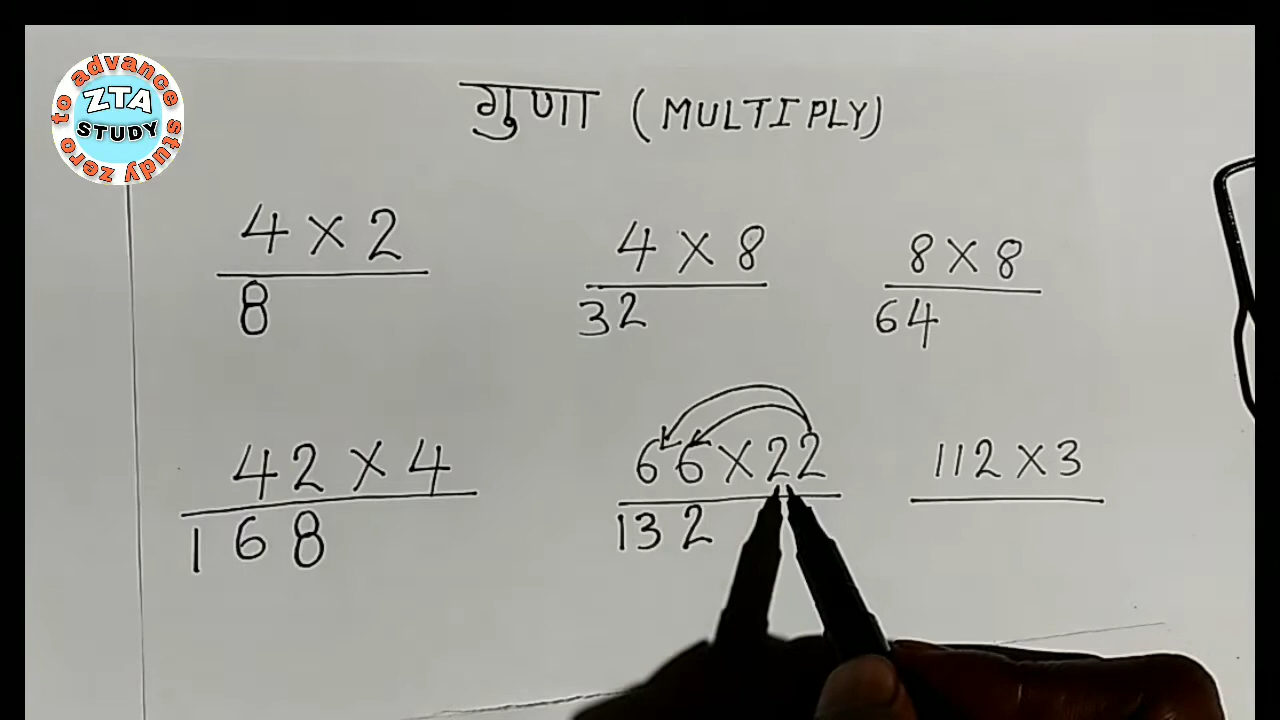 to advance study zero
ZTA
STUDY
गुणा (MULTIPLY)
4 × 2
8
4 × 8
32
8 × 8
64
42 × 4
168
66 × 22
132
112 × 3